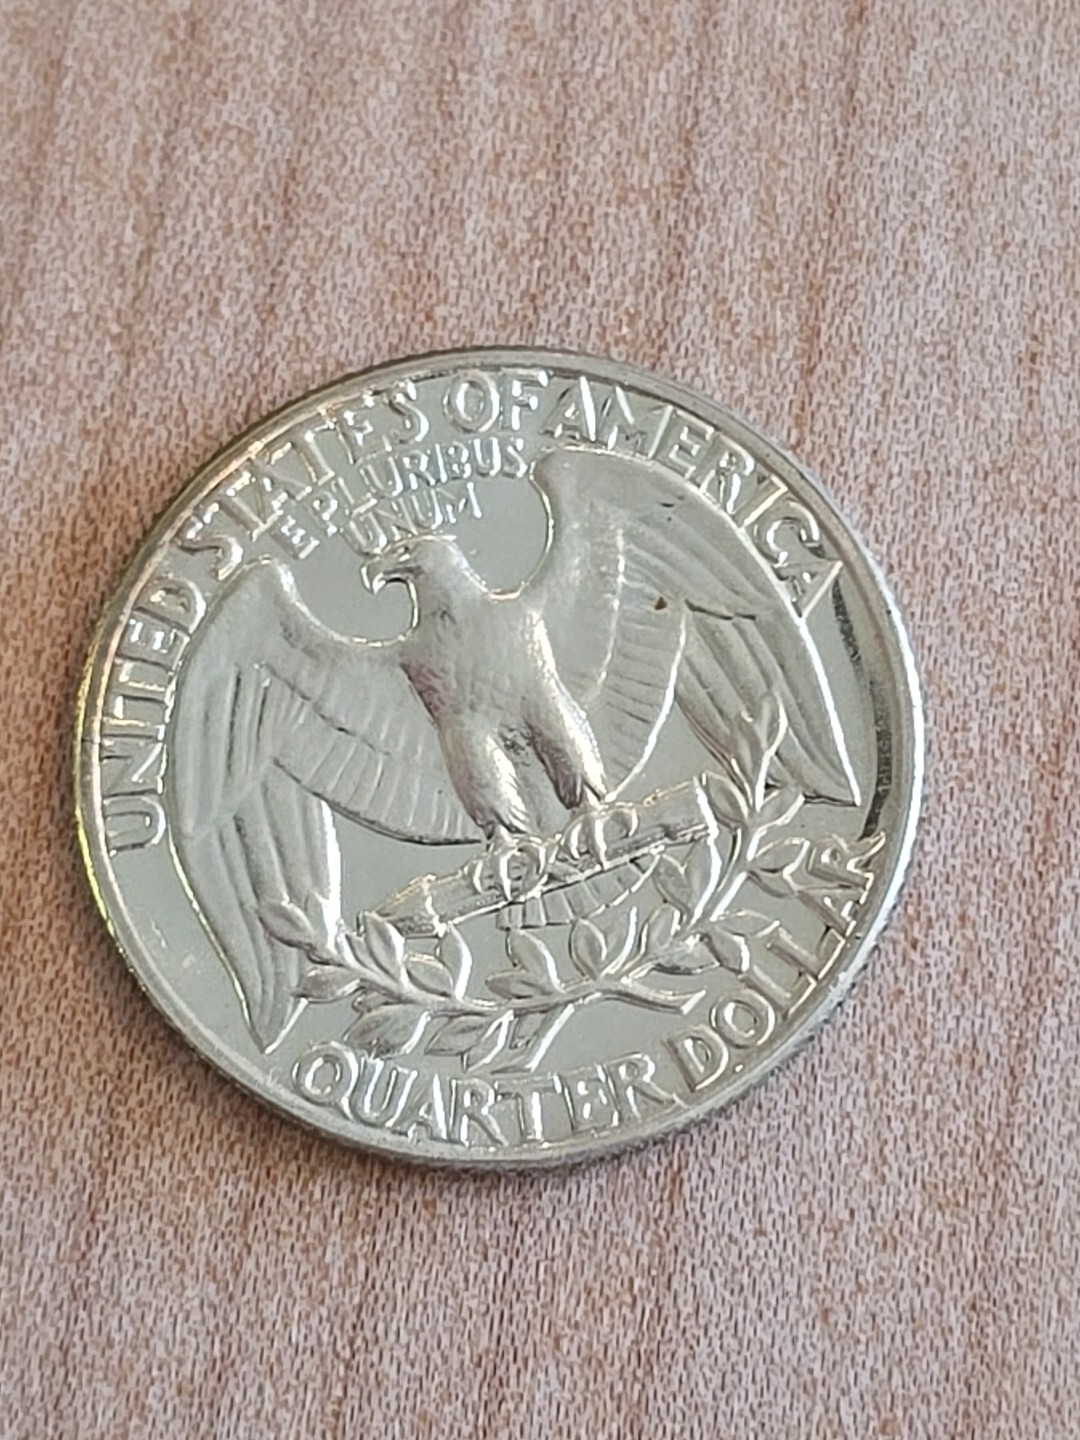 UNITED STATES OF AMERICA
E PLURIBUS
UNUM
QUARTER DOLLAR